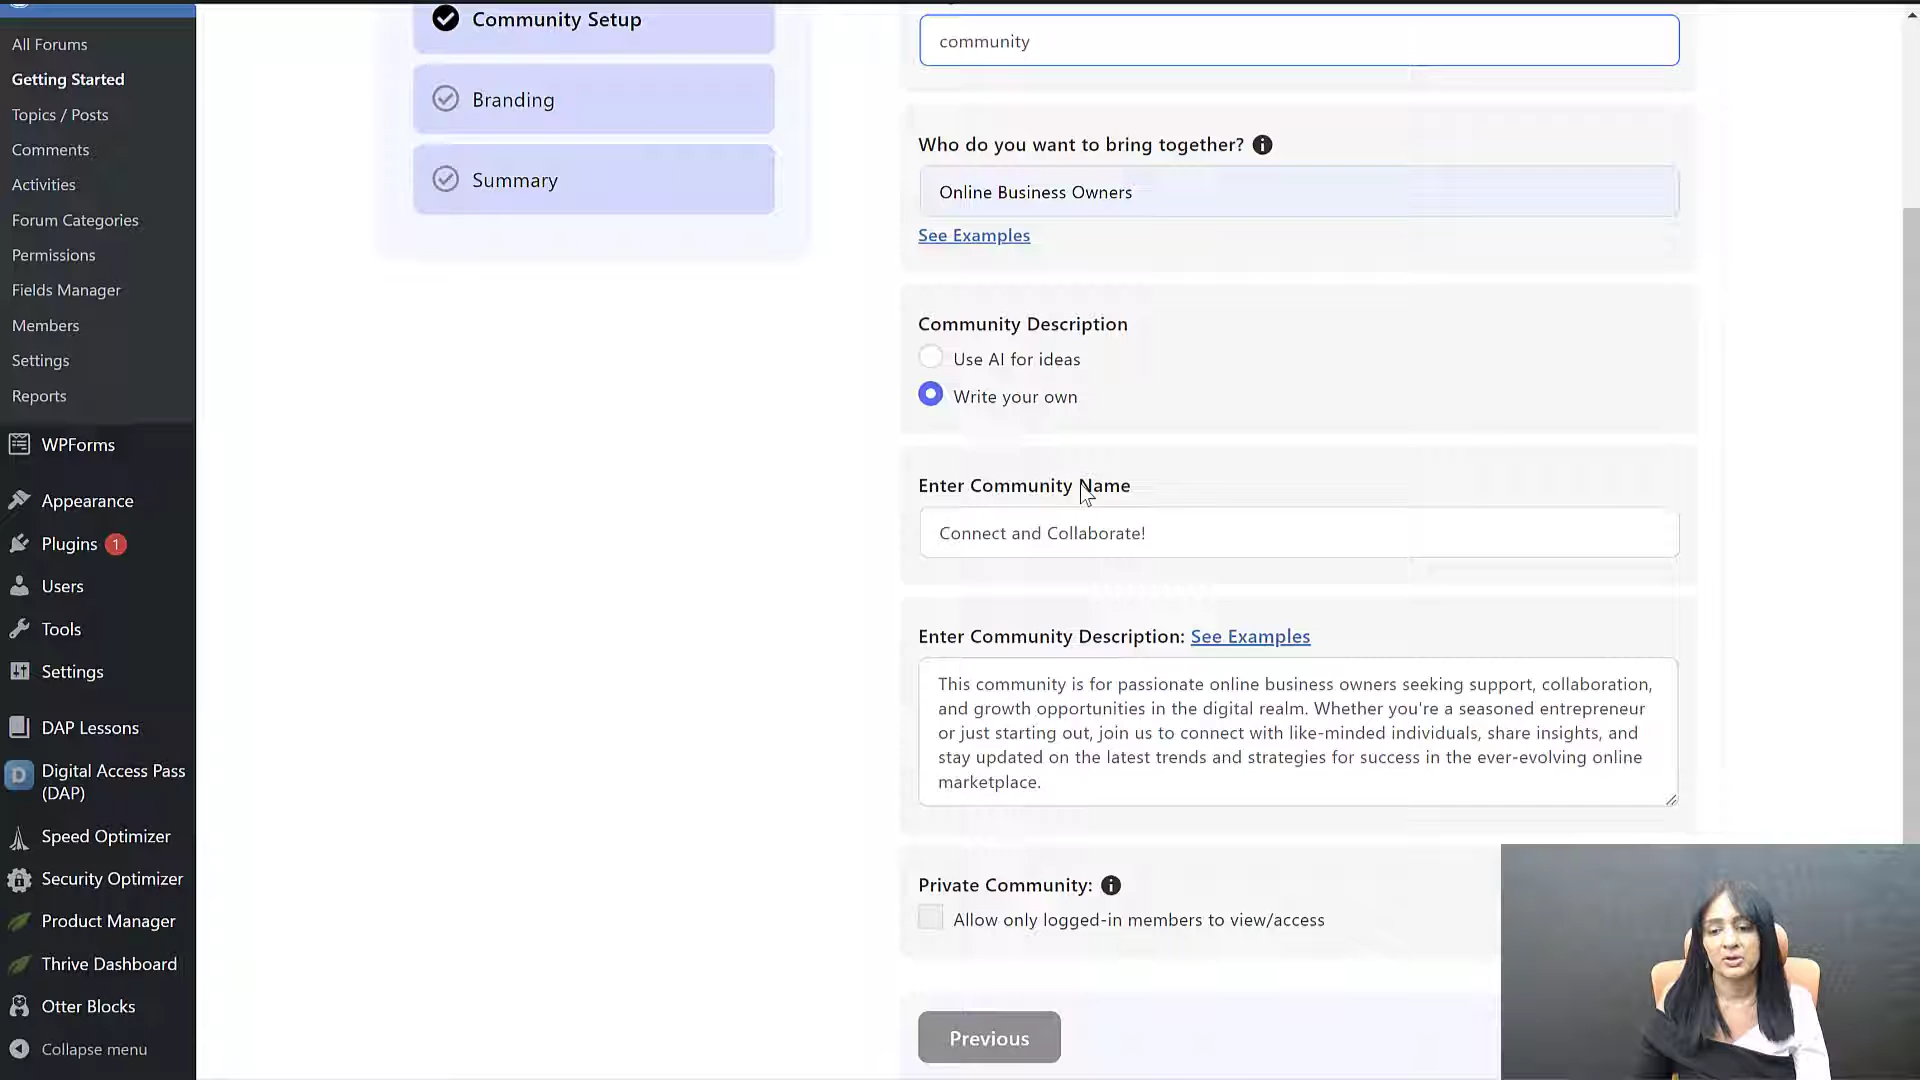 All Forums
Getting Started
Topics / Posts
Comments
Activities
Forum Categories
Permissions
Fields Manager
Members
Settings
Reports
WPForms
Appearance
Plugins 1
Users
Tools
Settings
DAP Lessons
Digital Access Pass
(DAP)
Speed Optimizer
Security Optimizer
Product Manager
Thrive Dashboard
Otter Blocks
Collapse menu
Community Setup
Branding
Summary
community
Who do you want to bring together?
Online Business Owners
See Examples
Community Description
Use AI for ideas
Write your own
Enter Community Name
Connect and Collaborate!
Enter Community Description: See Examples
This community is for passionate online business owners seeking support, collaboration,
and growth opportunities in the digital realm. Whether you're a seasoned entrepreneur
or just starting out, join us to connect with like-minded individuals, share insights, and
stay updated on the latest trends and strategies for success in the ever-evolving online
marketplace.
Private Community:
Allow only logged-in members to view/access
Previous